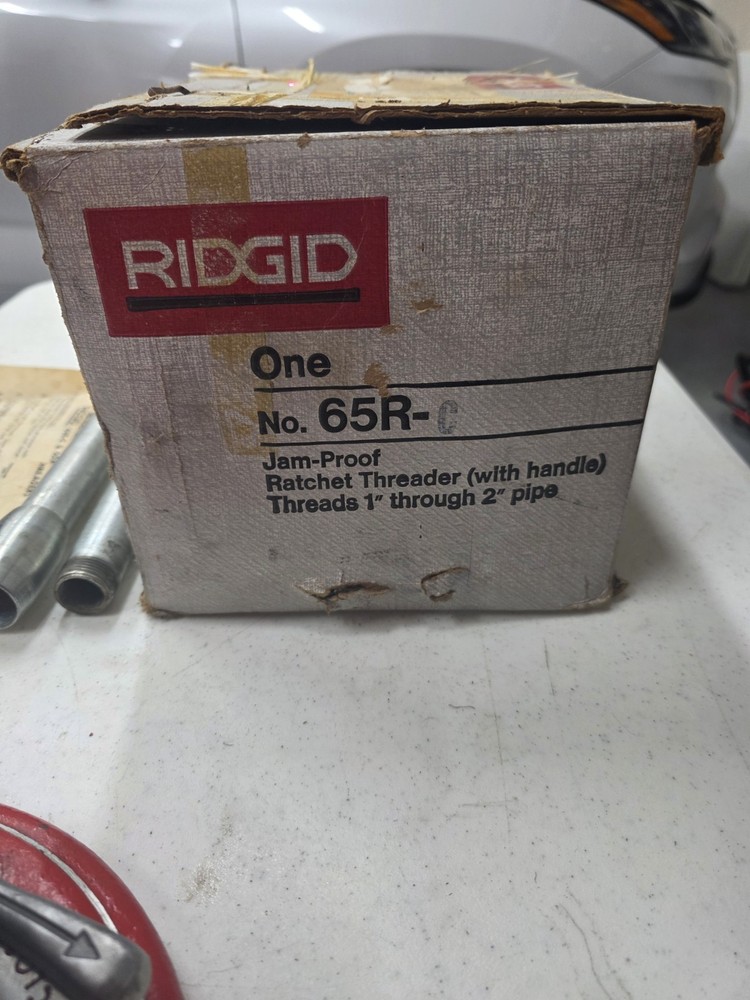 RIDGID
One
No. 65R-C
Jam-Proof
Ratchet Threader (with handle)
Threads 1" through 2" pipe